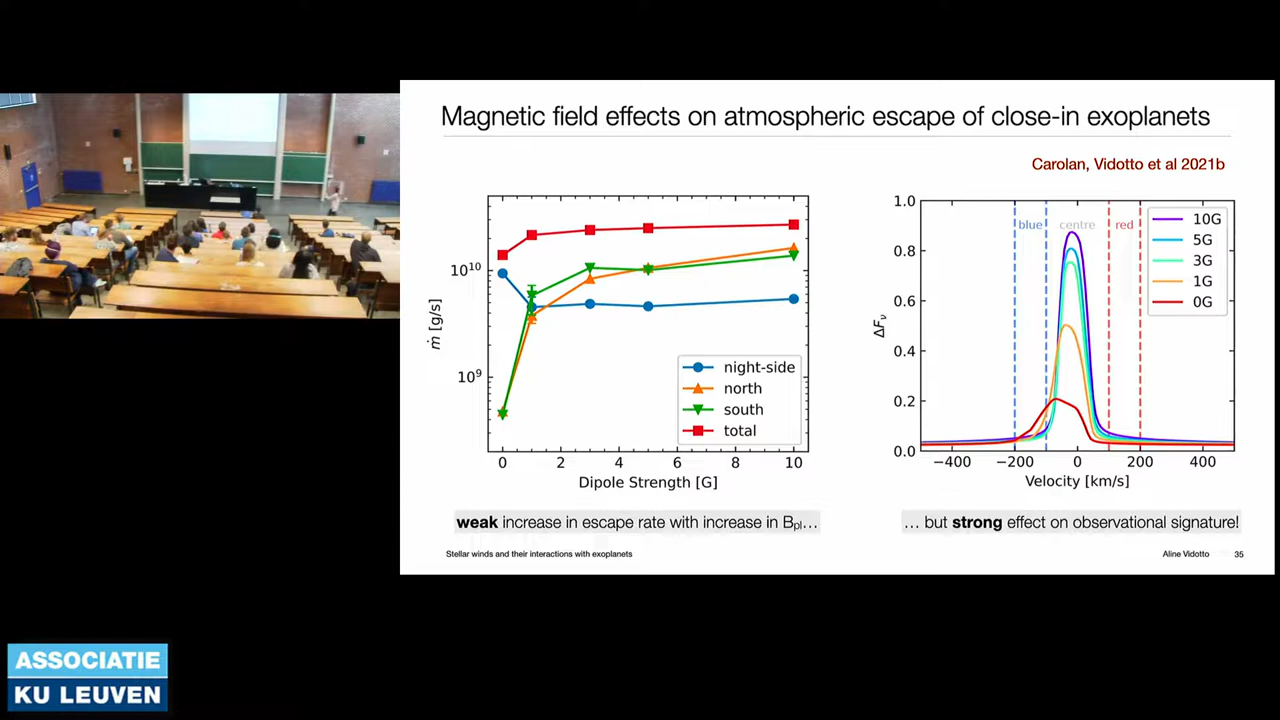 Magnetic field effects on atmospheric escape of close-in exoplanets
Carolan, Vidotto et al 2021b
10¹⁰
10⁹
ṁ [g/s]
night-side
north
south
total
0 2 4 6 8 10
Dipole Strength [G]
weak increase in escape rate with increase in Bpl...
1.0
0.8
0.6
0.4
0.2
0.0
ΔFν
blue centre red
10G
5G
3G
1G
0G
−400 −200 0 200 400
Velocity [km/s]
... but strong effect on observational signature!
Stellar winds and their interactions with exoplanets
Aline Vidotto 35
ASSOCIATIE
KU LEUVEN